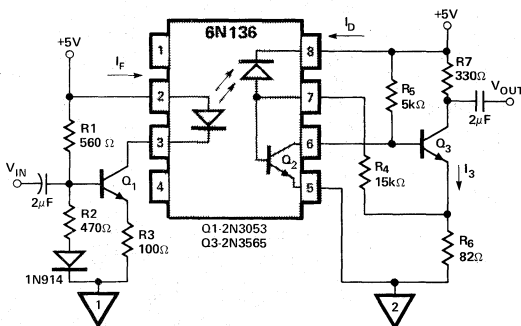 6N136
+5V
+5V
I_D
I_F
1
8
R7
330Ω
V_OUT
2
7
R5
5kΩ
2μF
R1
560 Ω
3
6
Q2
Q3
V_IN
Q1
I_3
2μF
4
5
R4
15kΩ
R2
470Ω
R3
100Ω
Q1-2N3053
Q3-2N3565
R6
82Ω
1N914
1
2